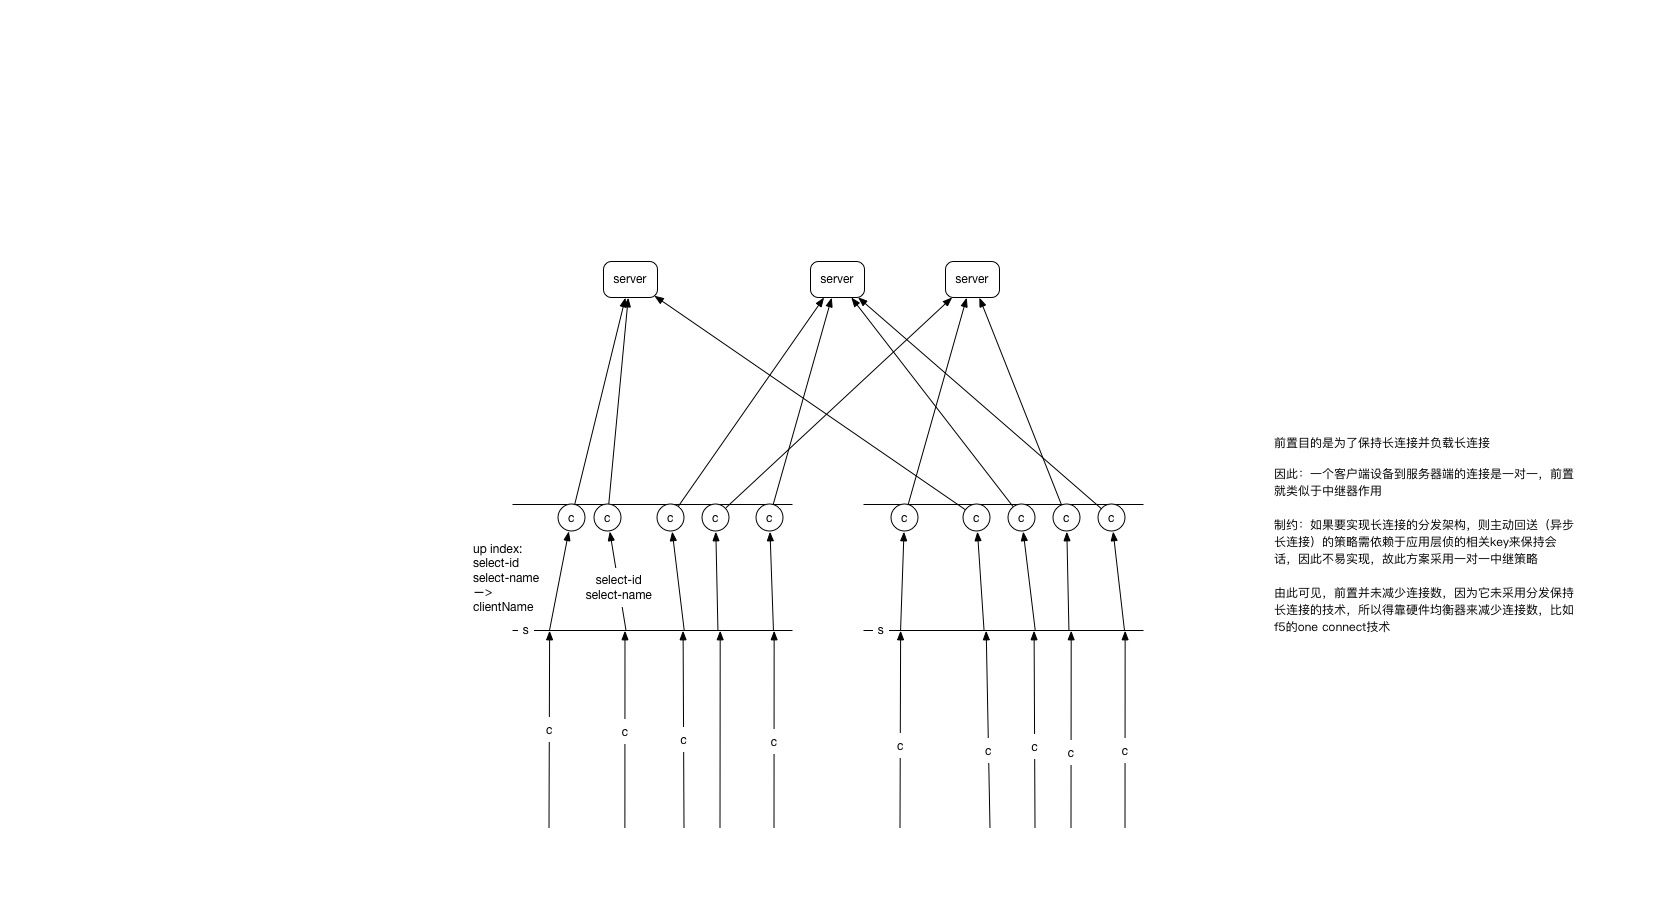 server
server
server
c
c
c
c
c
c
c
c
c
c
up index:
select-id
select-name
—>
clientName
select-id
select-name
s
s
c
c
c
c
c
c
c
c
c
前置目的是为了保持长连接并负载长连接
因此：一个客户端设备到服务器端的连接是一对一，前置
就类似于中继器作用
制约：如果要实现长连接的分发架构，则主动回送（异步
长连接）的策略需依赖于应用层侦的相关key来保持会
话，因此不易实现，故此方案采用一对一中继策略
由此可见，前置并未减少连接数，因为它未采用分发保持
长连接的技术，所以得靠硬件均衡器来减少连接数，比如
f5的one connect技术